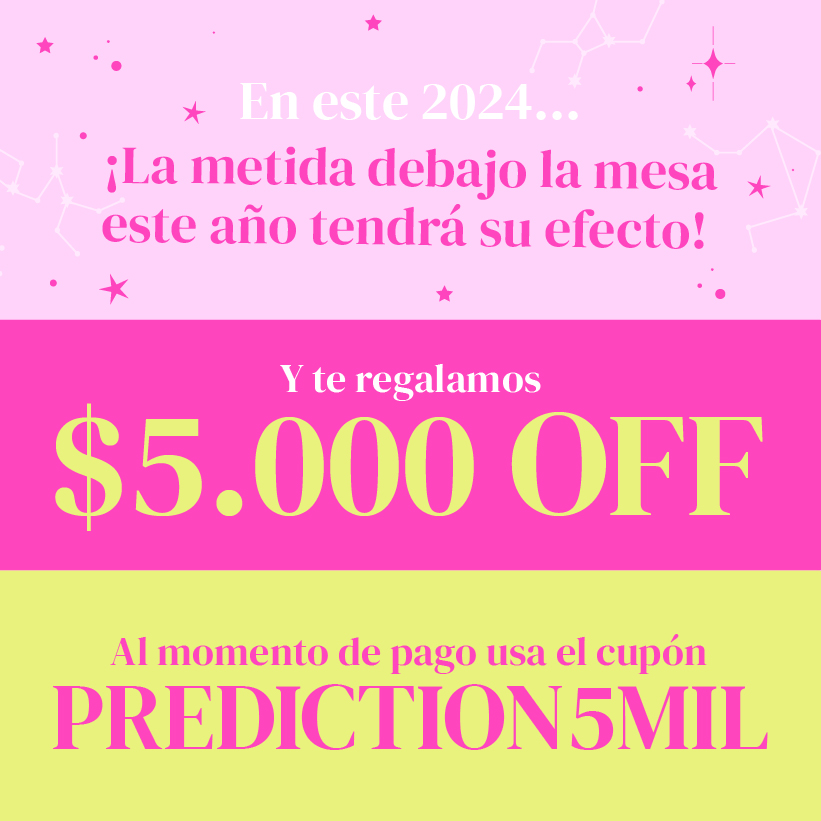 En este 2024...
¡La metida debajo la mesa
este año tendrá su efecto!
Y te regalamos
$5.000 OFF
Al momento de pago usa el cupón
PREDICTION5MIL